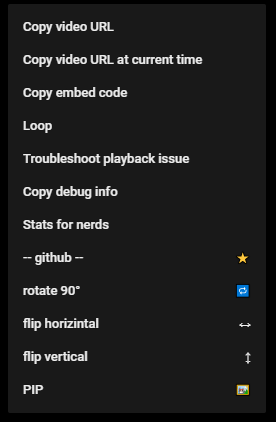 Copy video URL
Copy video URL at current time
Copy embed code
Loop
Troubleshoot playback issue
Copy debug info
Stats for nerds
-- github -- ⭐
rotate 90° 🔁
flip horizintal ↔
flip vertical ↕
PIP 🖼️